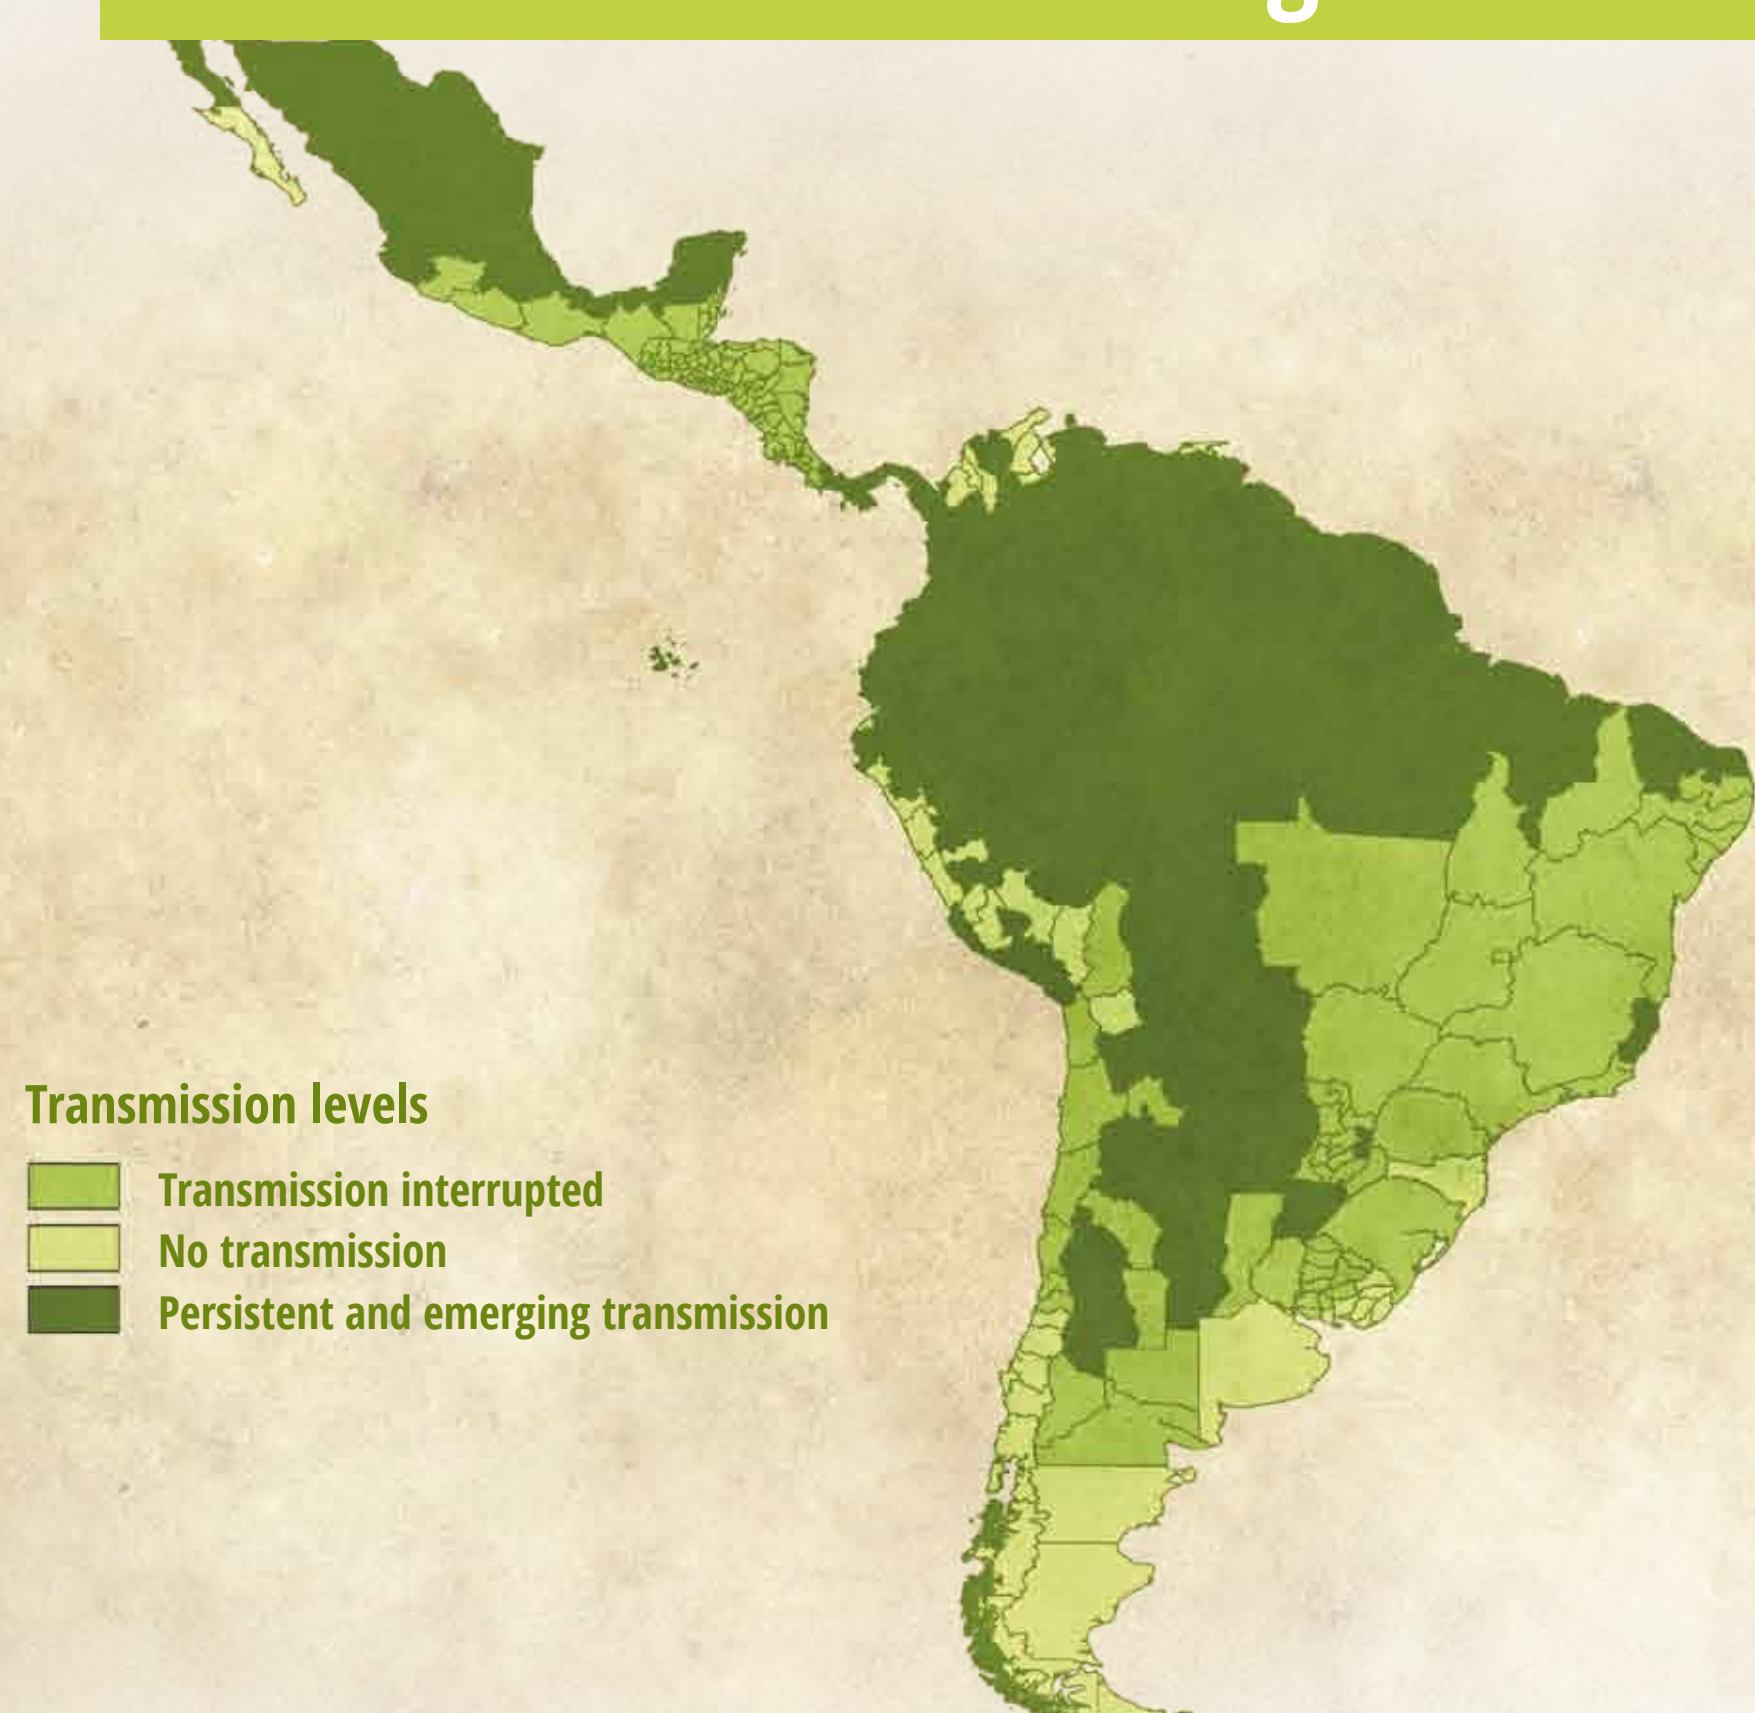 Transmission levels
Transmission interrupted
No transmission
Persistent and emerging transmission